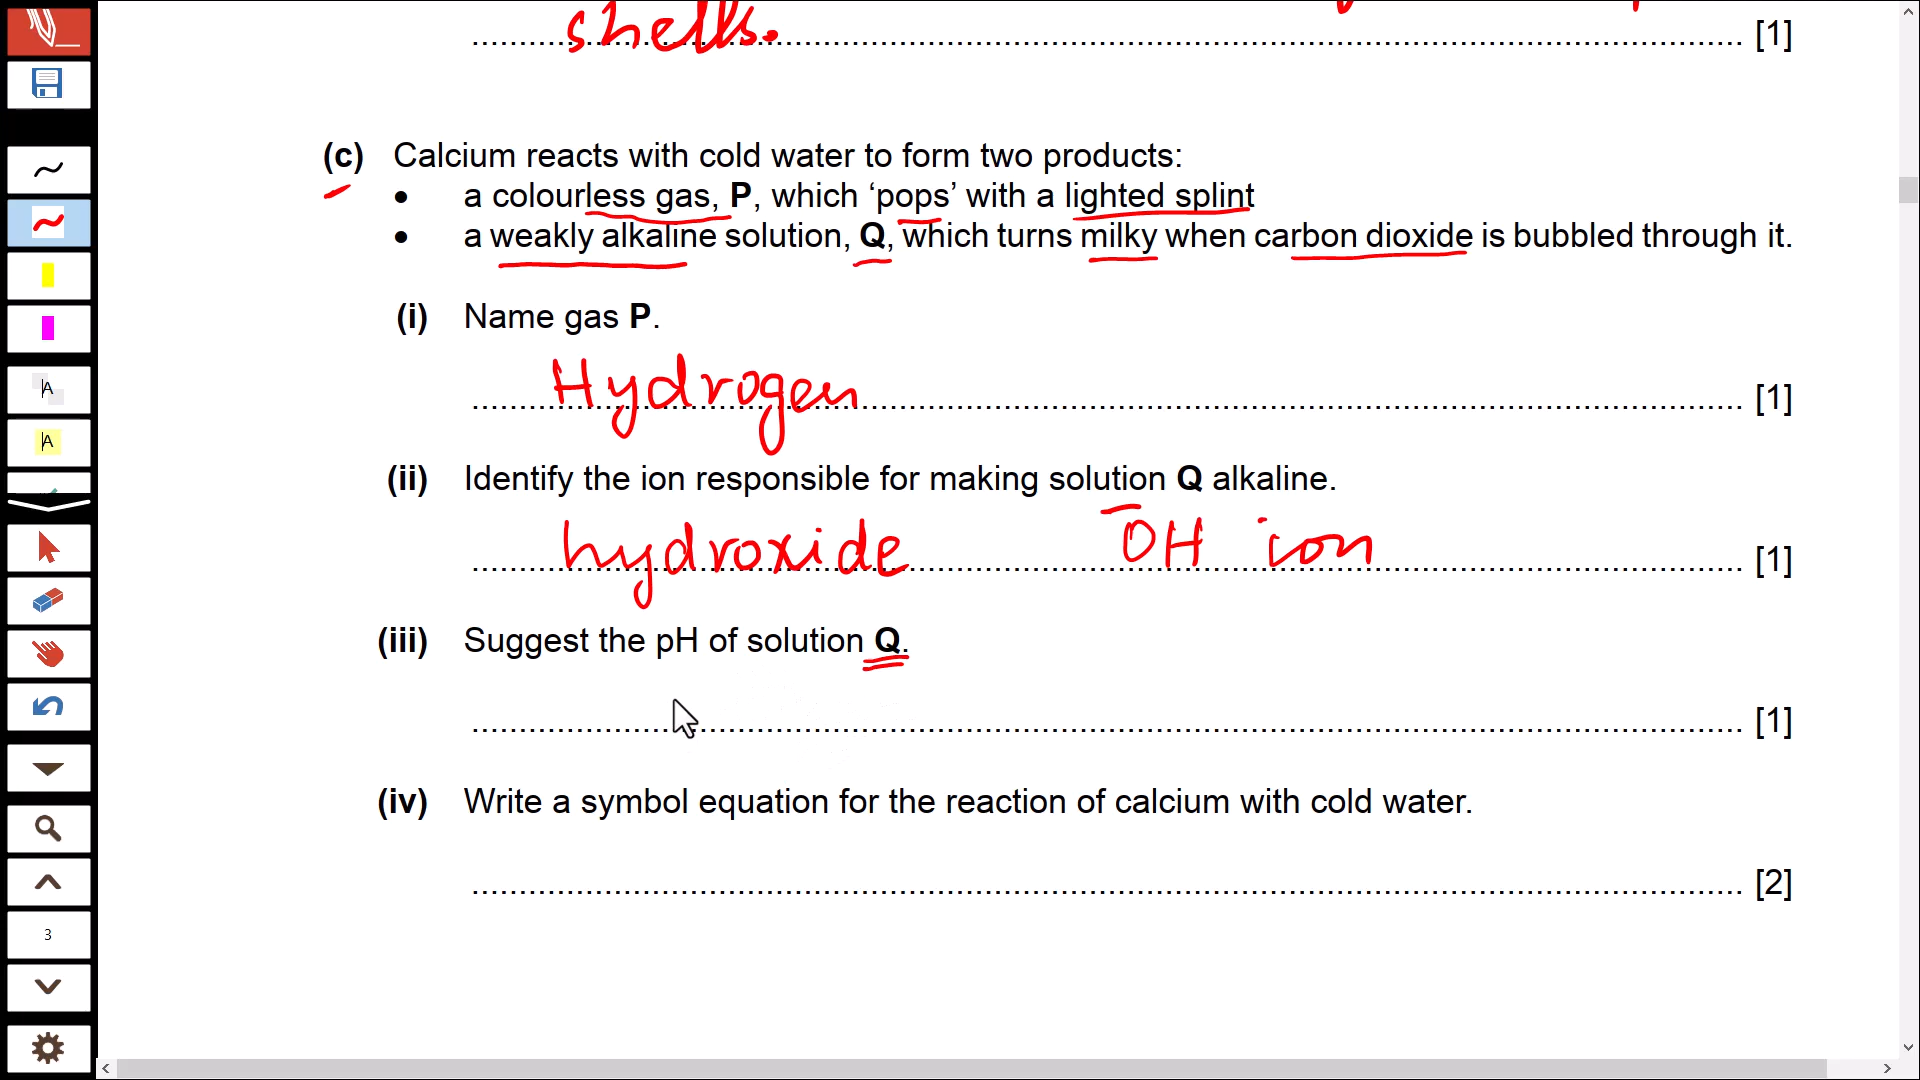 shells.
[1]
(c) Calcium reacts with cold water to form two products:
• a colourless gas, P, which ‘pops’ with a lighted splint
• a weakly alkaline solution, Q, which turns milky when carbon dioxide is bubbled through it.
(i) Name gas P.
Hydrogen
[1]
(ii) Identify the ion responsible for making solution Q alkaline.
hydroxide OH ion
[1]
(iii) Suggest the pH of solution Q.
[1]
(iv) Write a symbol equation for the reaction of calcium with cold water.
[2]
A
A
3